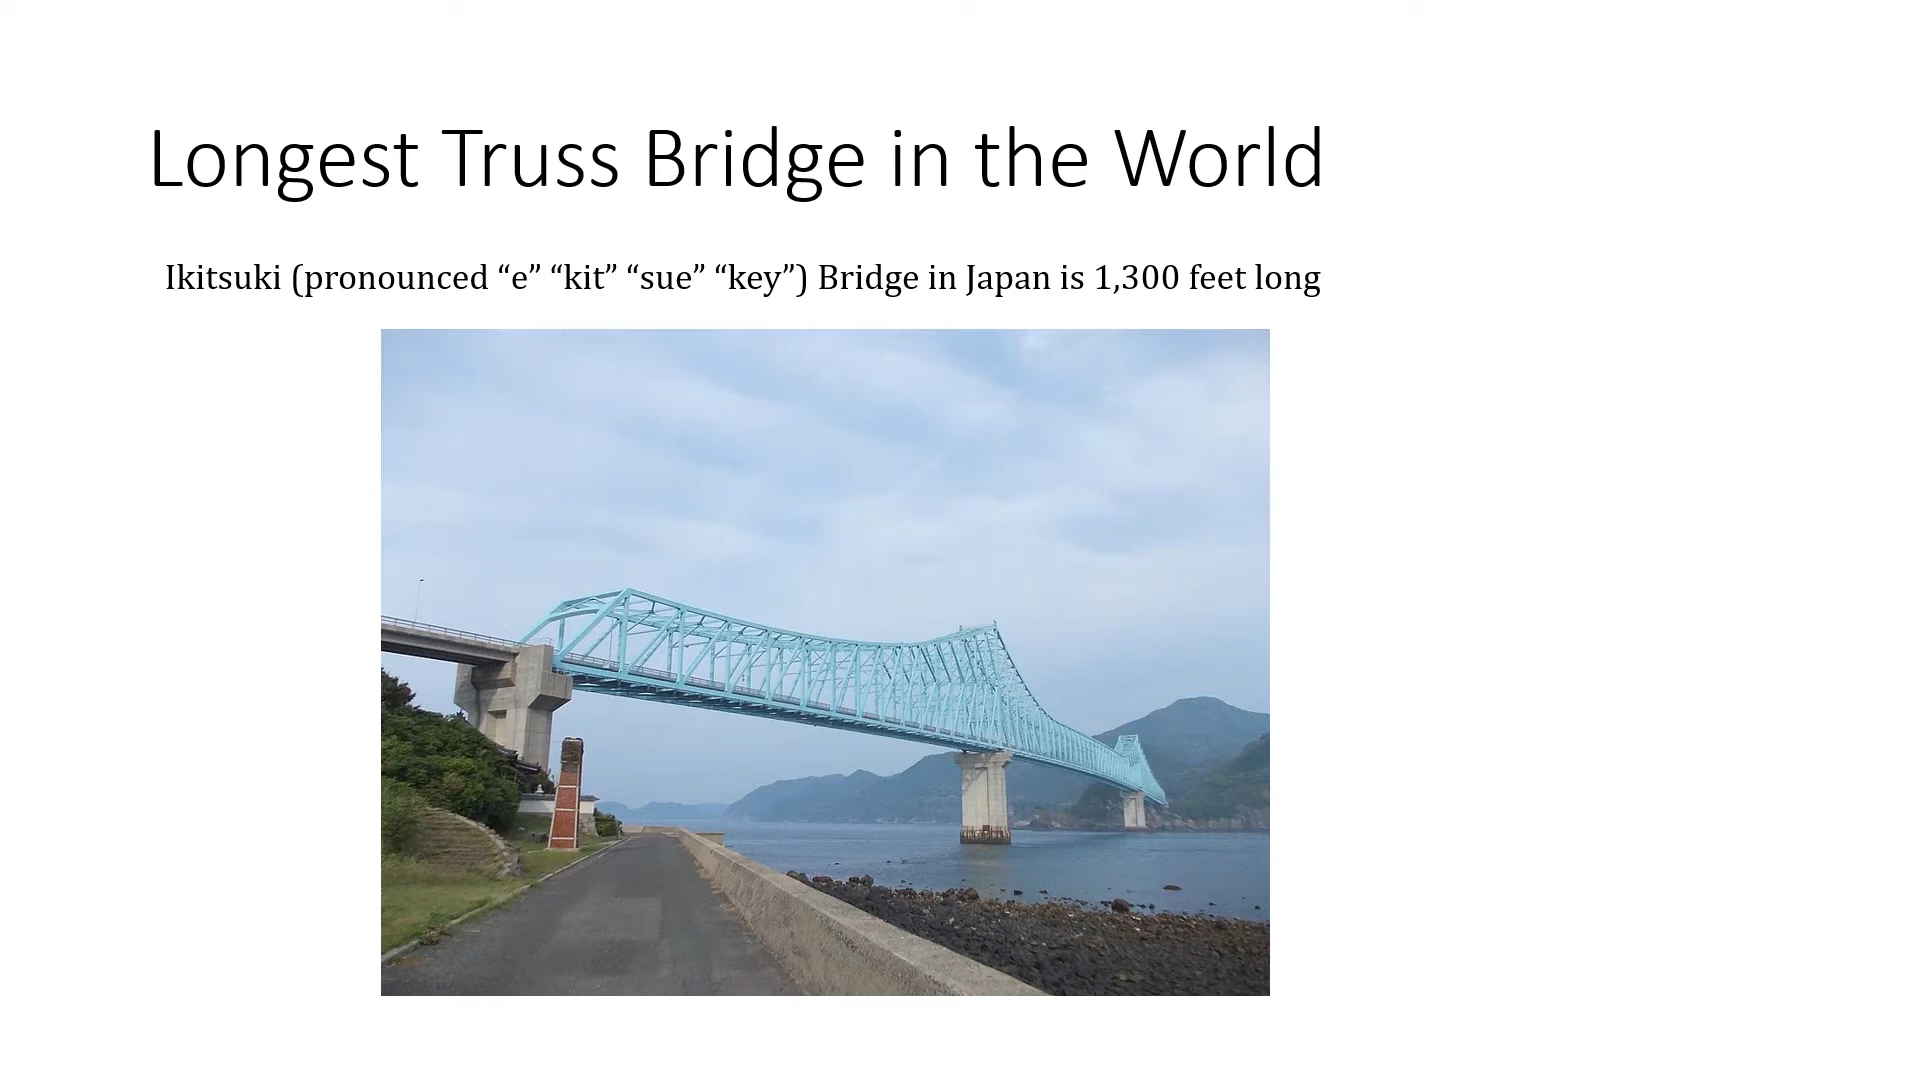 Longest Truss Bridge in the World
Ikitsuki (pronounced “e” “kit” “sue” “key”) Bridge in Japan is 1,300 feet long